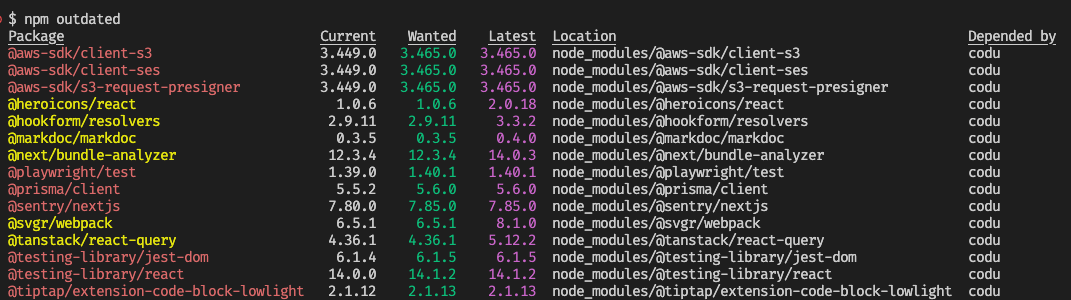 $ npm outdated
Package Current Wanted Latest Location Depended by
@aws-sdk/client-s3 3.449.0 3.465.0 3.465.0 node_modules/@aws-sdk/client-s3 codu
@aws-sdk/client-ses 3.449.0 3.465.0 3.465.0 node_modules/@aws-sdk/client-ses codu
@aws-sdk/s3-request-presigner 3.449.0 3.465.0 3.465.0 node_modules/@aws-sdk/s3-request-presigner codu
@heroicons/react 1.0.6 1.0.6 2.0.18 node_modules/@heroicons/react codu
@hookform/resolvers 2.9.11 2.9.11 3.3.2 node_modules/@hookform/resolvers codu
@markdoc/markdoc 0.3.5 0.3.5 0.4.0 node_modules/@markdoc/markdoc codu
@next/bundle-analyzer 12.3.4 12.3.4 14.0.3 node_modules/@next/bundle-analyzer codu
@playwright/test 1.39.0 1.40.1 1.40.1 node_modules/@playwright/test codu
@prisma/client 5.5.2 5.6.0 5.6.0 node_modules/@prisma/client codu
@sentry/nextjs 7.80.0 7.85.0 7.85.0 node_modules/@sentry/nextjs codu
@svgr/webpack 6.5.1 6.5.1 8.1.0 node_modules/@svgr/webpack codu
@tanstack/react-query 4.36.1 4.36.1 5.12.2 node_modules/@tanstack/react-query codu
@testing-library/jest-dom 6.1.4 6.1.5 6.1.5 node_modules/@testing-library/jest-dom codu
@testing-library/react 14.0.0 14.1.2 14.1.2 node_modules/@testing-library/react codu
@tiptap/extension-code-block-lowlight 2.1.12 2.1.13 2.1.13 node_modules/@tiptap/extension-code-block-lowlight codu